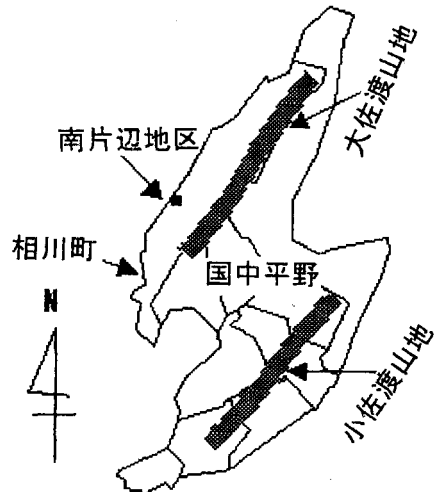 大佐渡山地
南片辺地区
相川町
国中平野
N
小佐渡山地